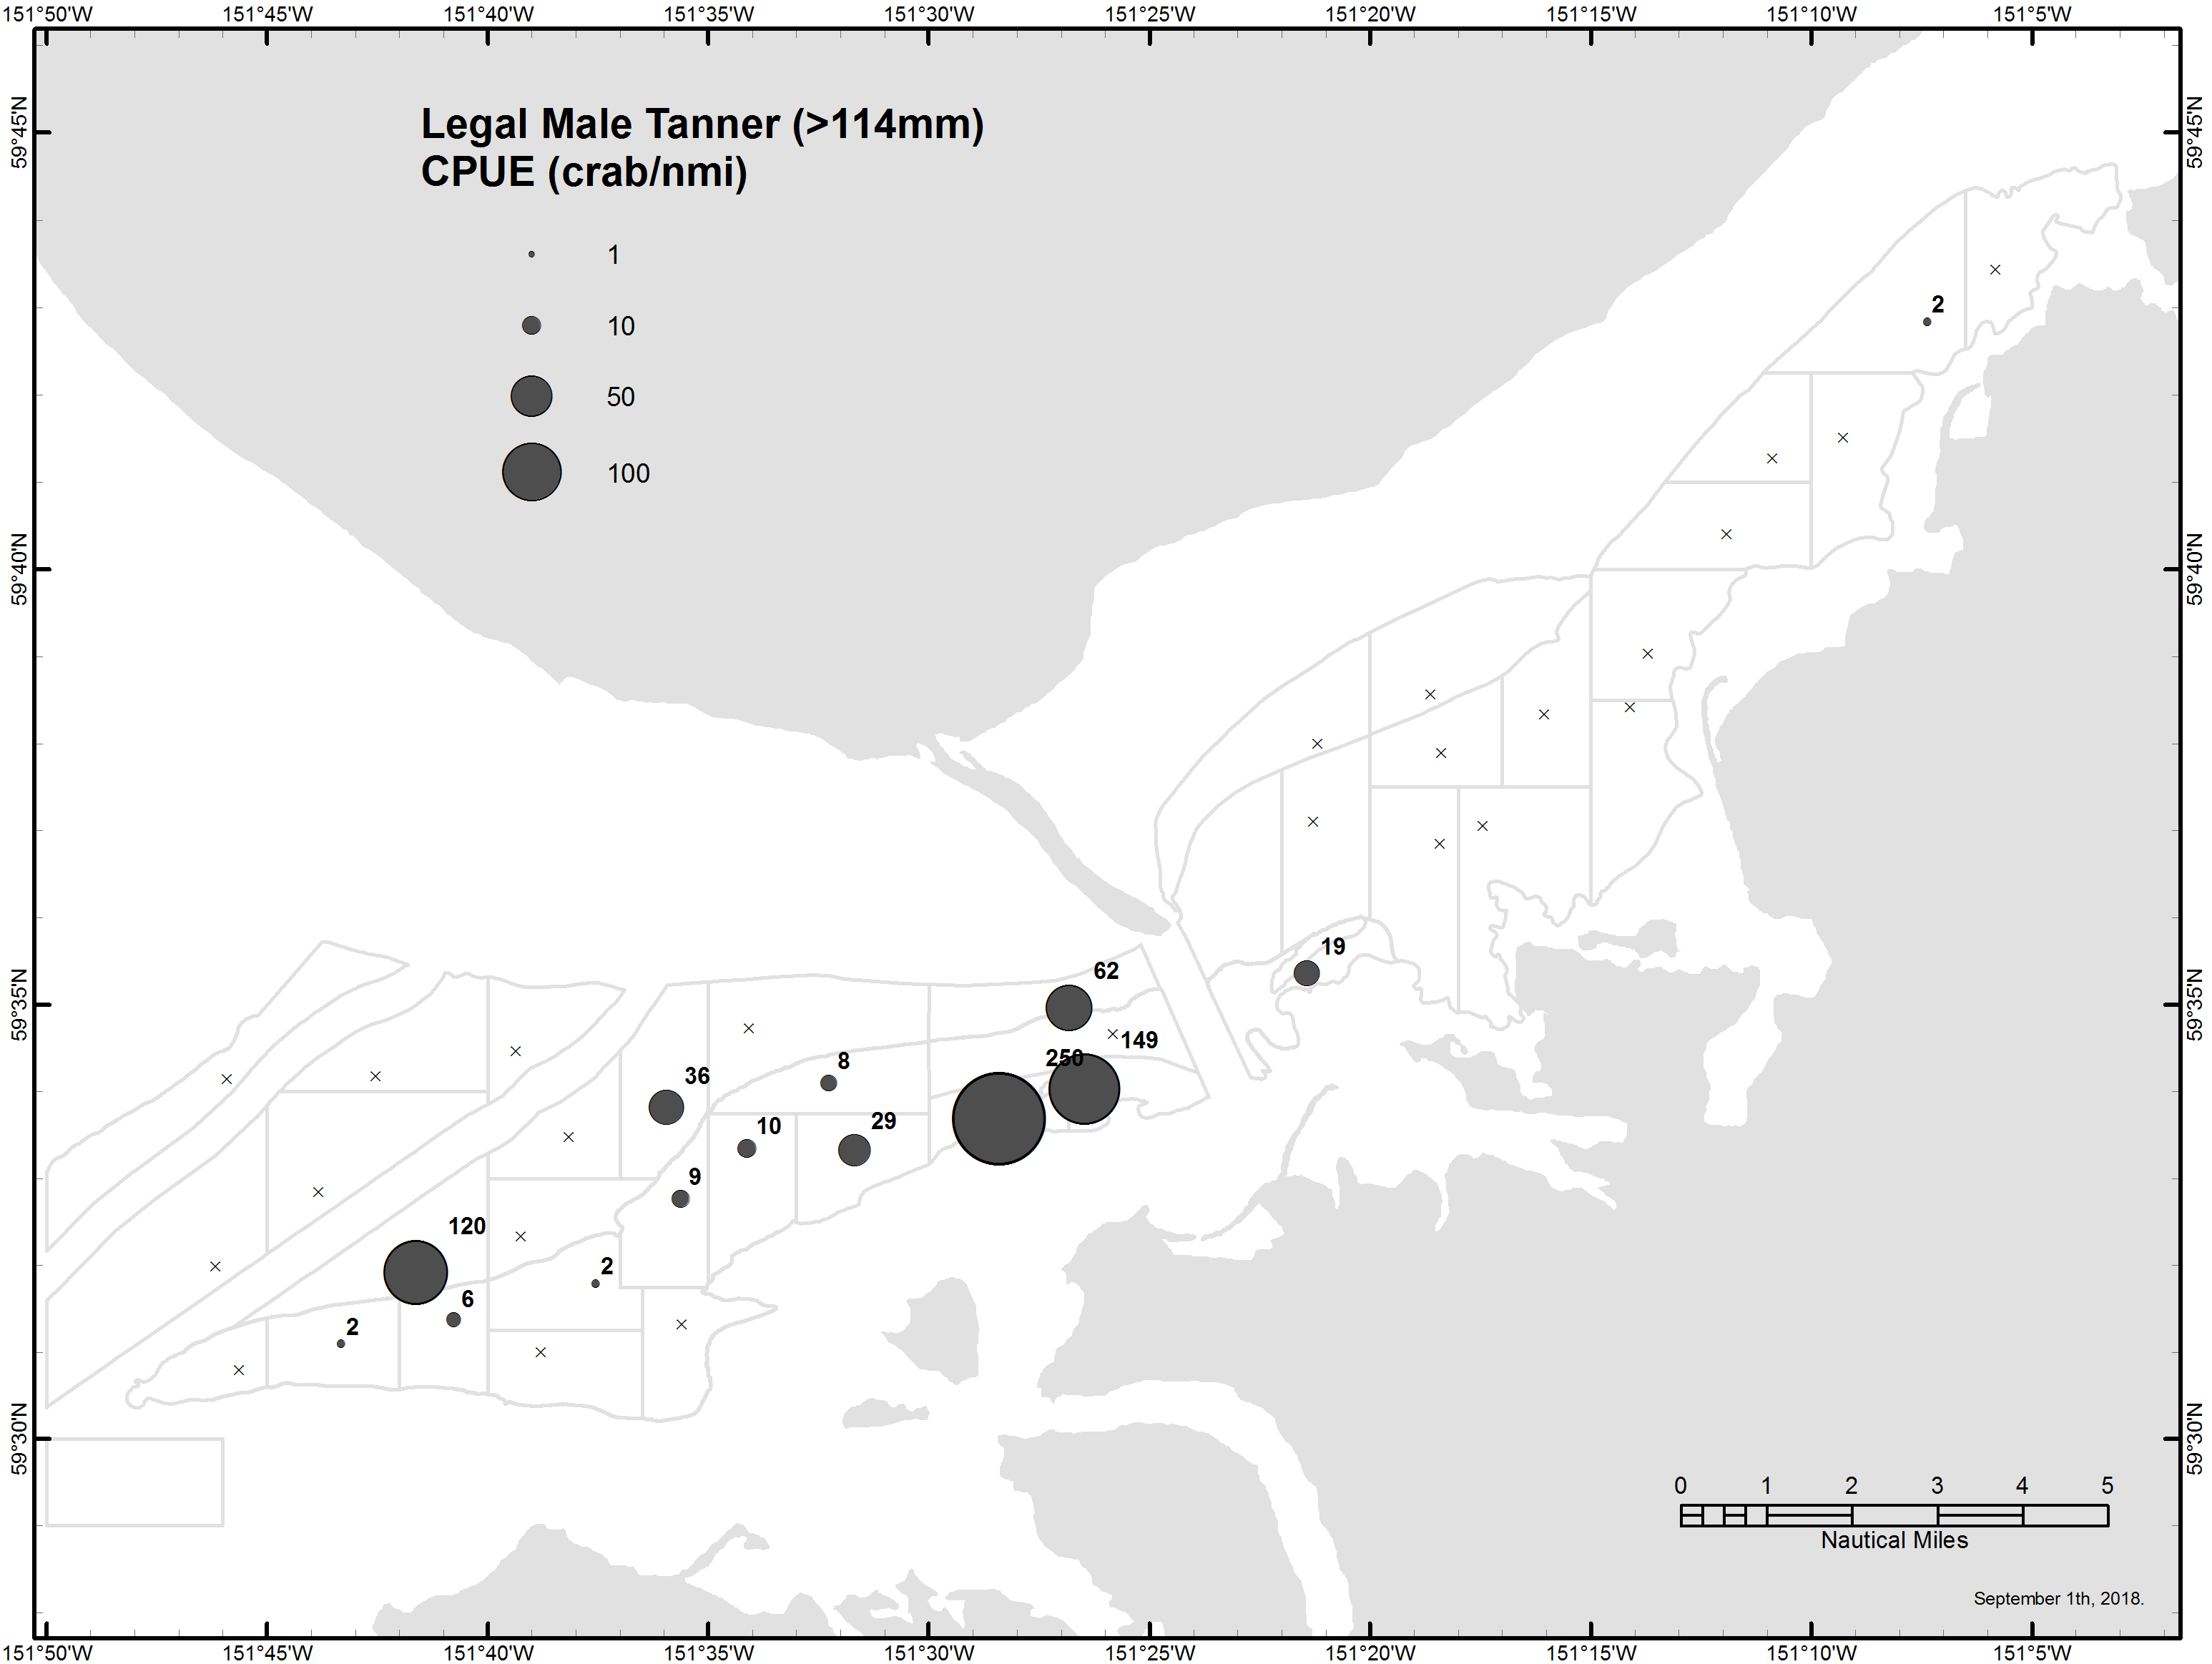 151°50'W 151°45'W 151°40'W 151°35'W 151°30'W 151°25'W 151°20'W 151°15'W 151°10'W 151°5'W
59°45'N 59°45'N
Legal Male Tanner (>114mm)
CPUE (crab/nmi)
1
2
10
50
100
59°40'N 59°40'N
19
62
59°35'N 59°35'N
149
250
8
36
29
10
9
120
2
6
2
59°30'N 59°30'N
0 1 2 3 4 5
Nautical Miles
September 1th, 2018.
151°50'W 151°45'W 151°40'W 151°35'W 151°30'W 151°25'W 151°20'W 151°15'W 151°10'W 151°5'W